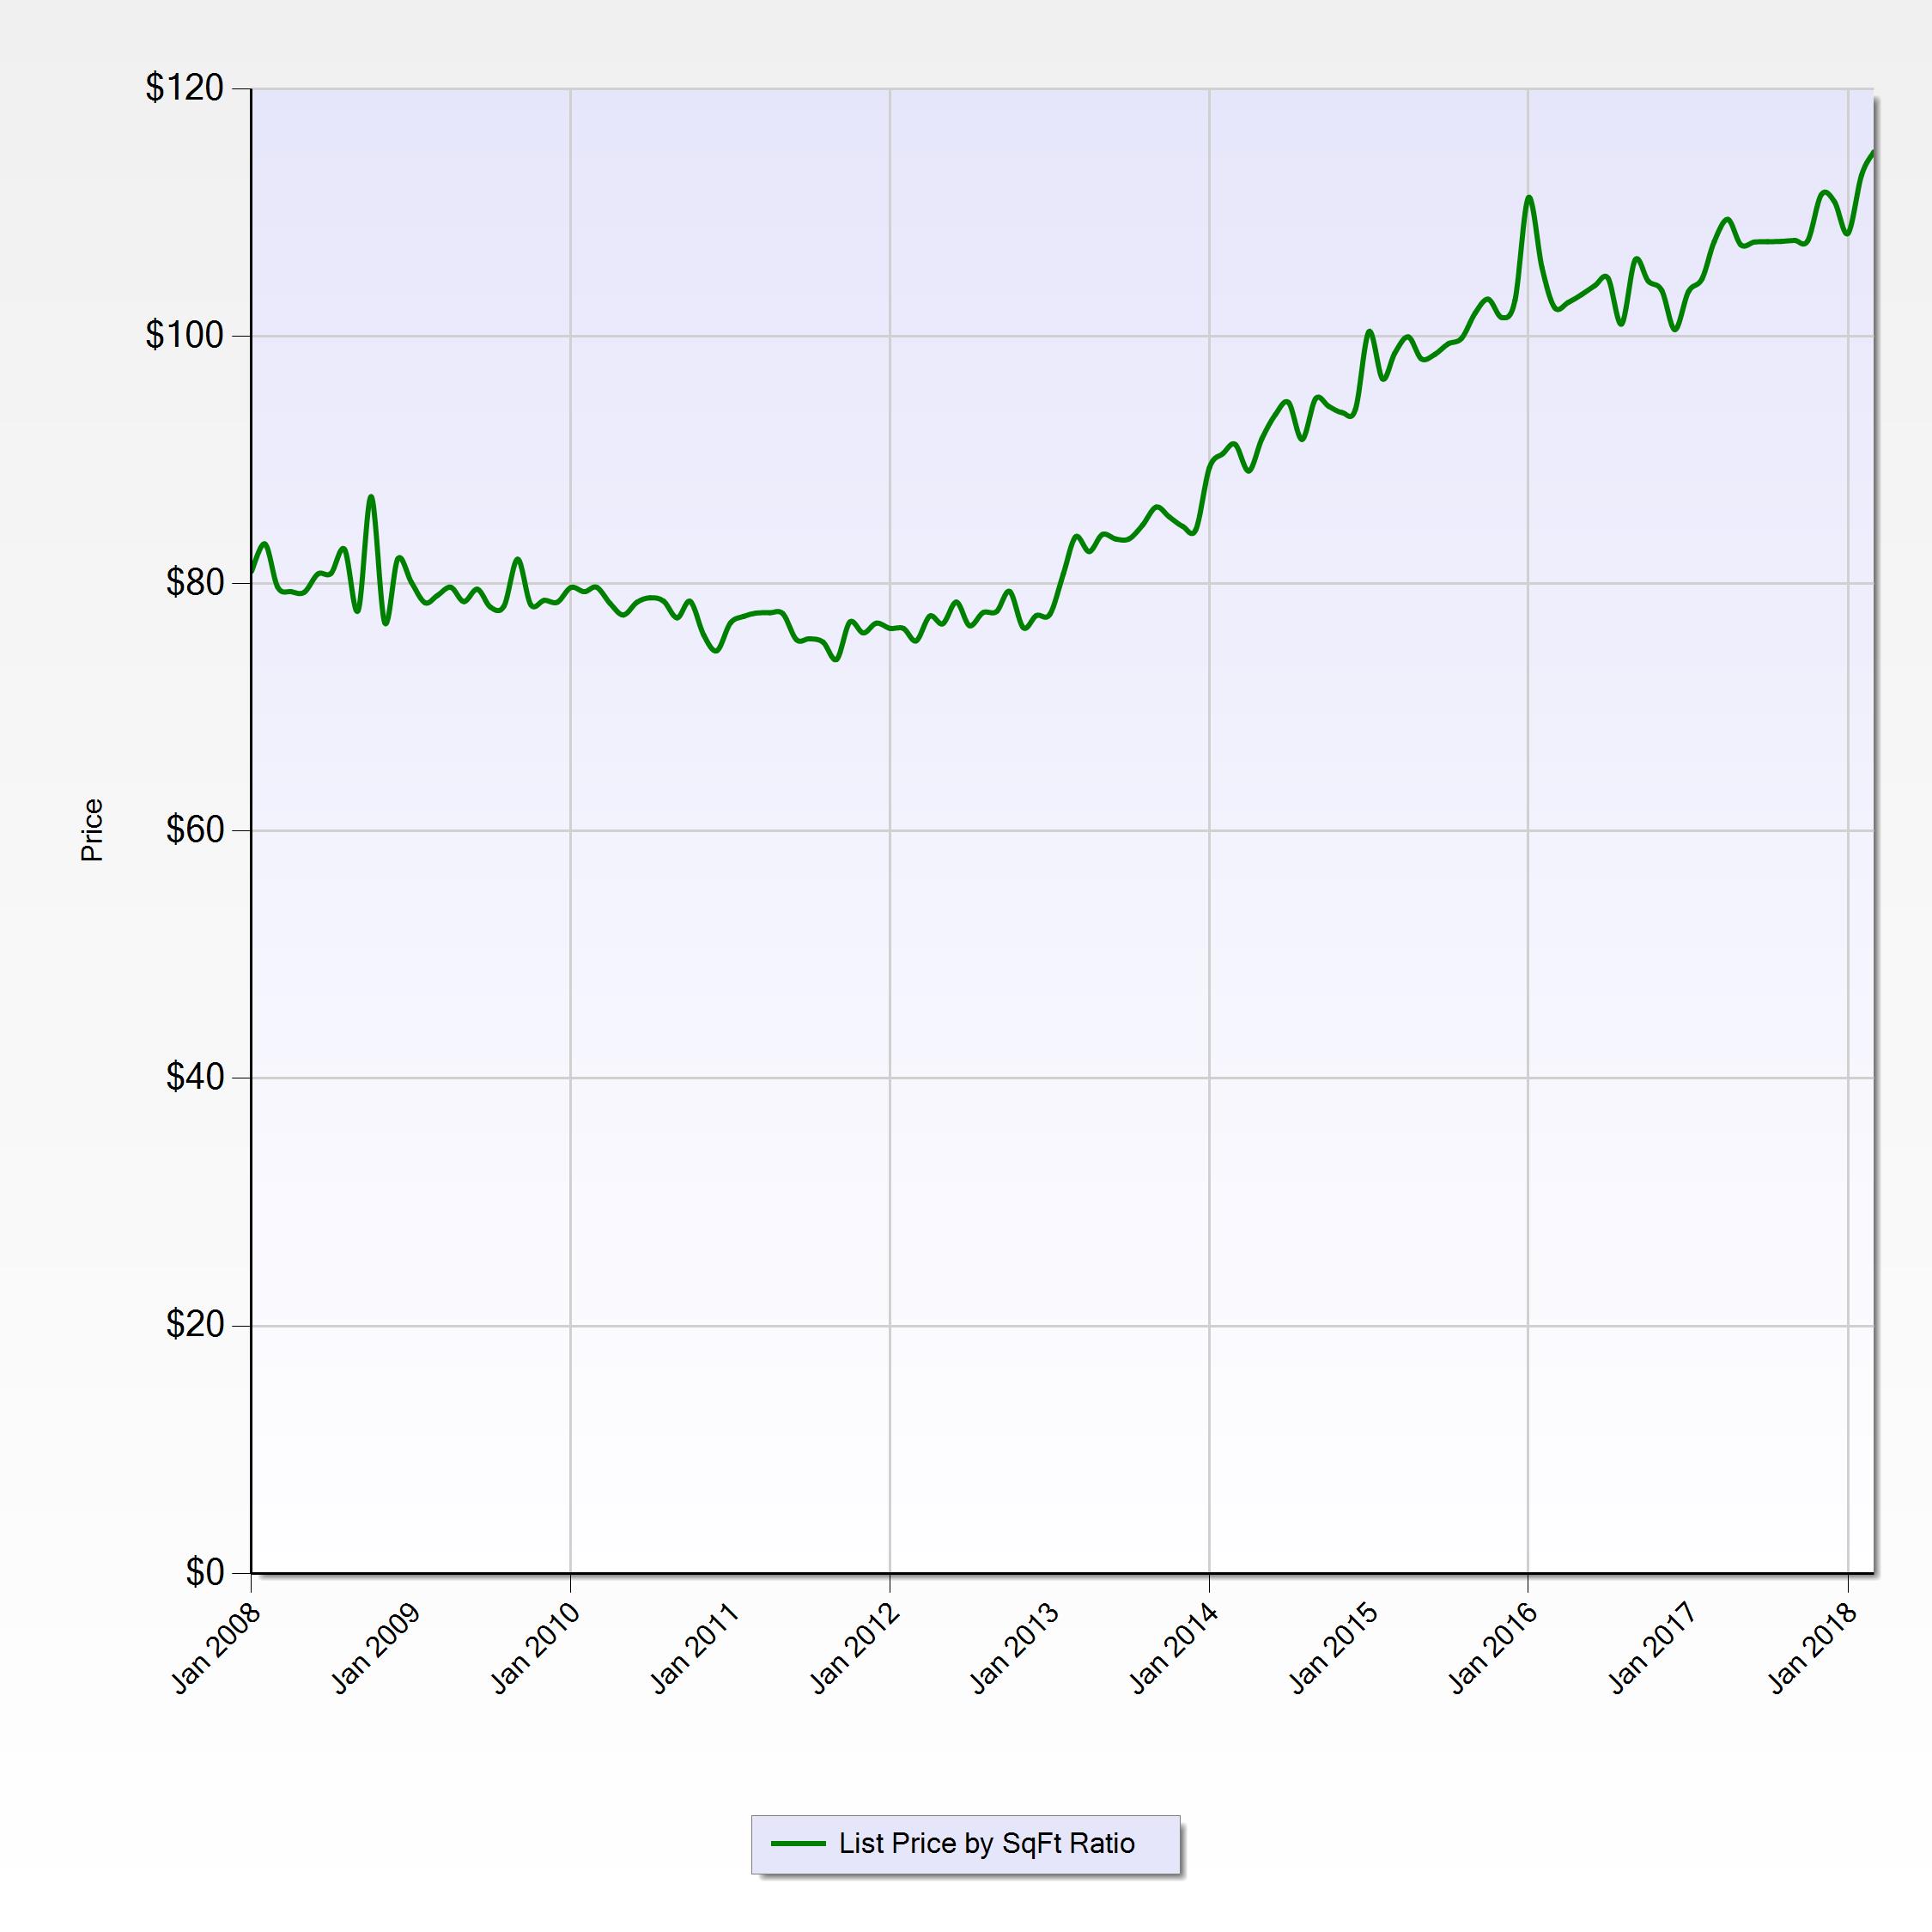 $120
$100
$80
$60
$40
$20
$0
Price
Jan 2008
Jan 2009
Jan 2010
Jan 2011
Jan 2012
Jan 2013
Jan 2014
Jan 2015
Jan 2016
Jan 2017
Jan 2018
List Price by SqFt Ratio